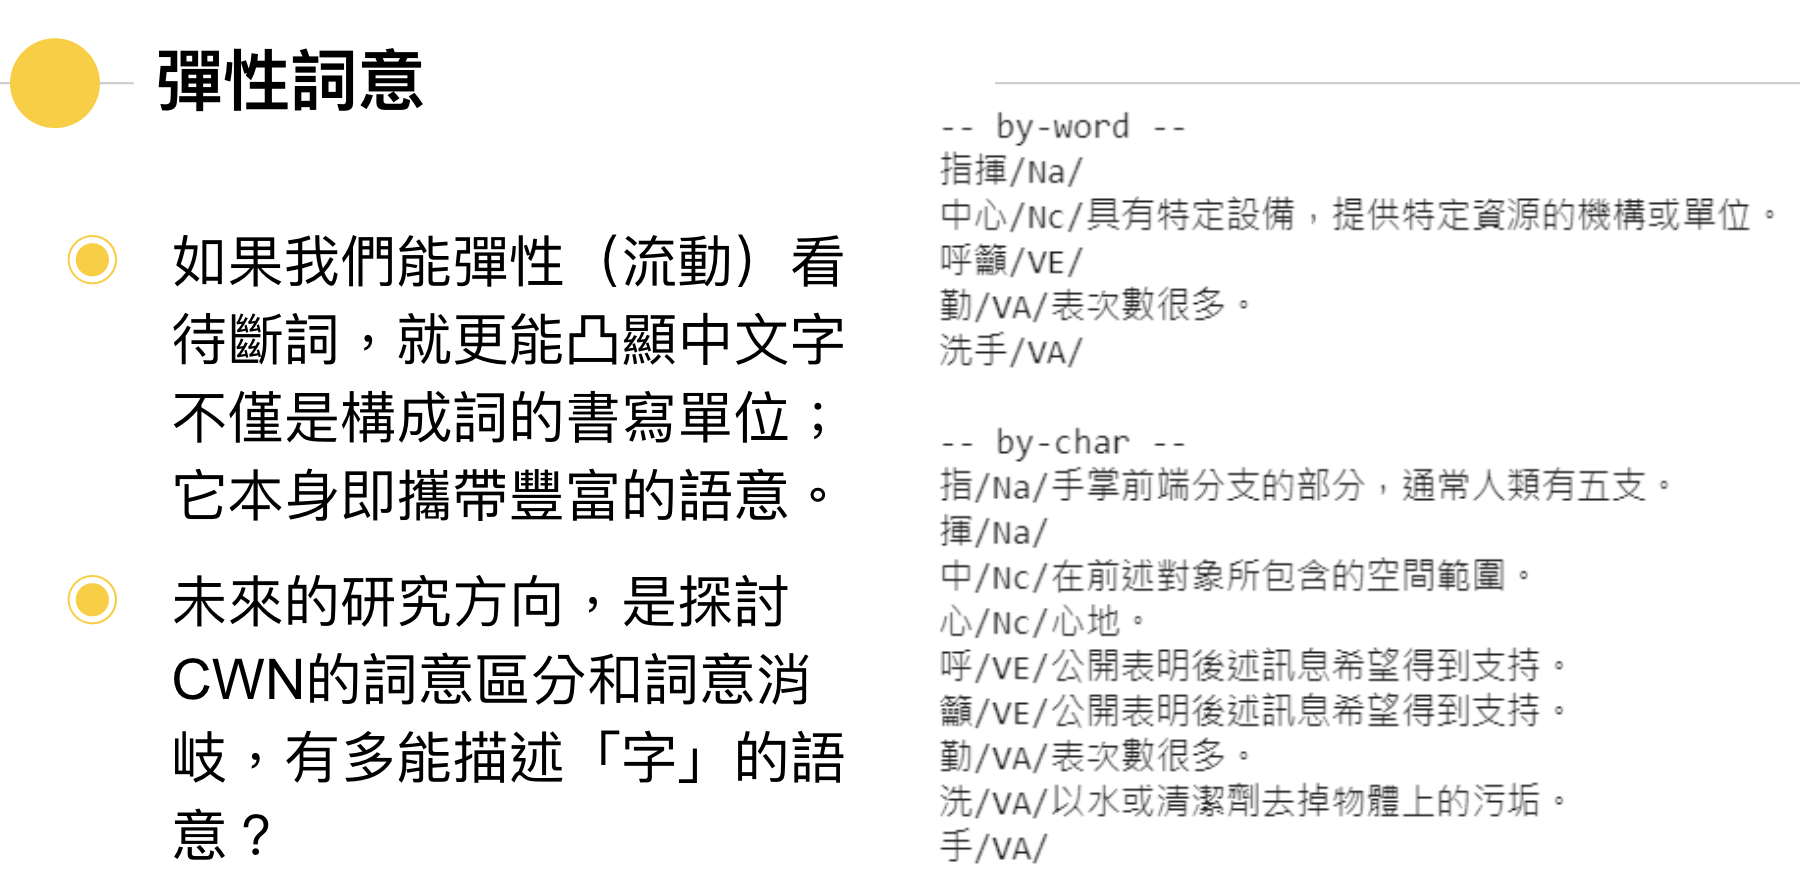 彈性詞意
如果我們能彈性（流動）看
待斷詞，就更能凸顯中文字
不僅是構成詞的書寫單位；
它本身即攜帶豐富的語意。
未來的研究方向，是探討
CWN的詞意區分和詞意消
歧，有多能描述「字」的語
意？
-- by-word --
指揮/Na/
中心/Nc/具有特定設備，提供特定資源的機構或單位。
呼籲/VE/
勤/VA/表次數很多。
洗手/VA/
-- by-char --
指/Na/手掌前端分支的部分，通常人類有五支。
揮/Na/
中/Nc/在前述對象所包含的空間範圍。
心/Nc/心地。
呼/VE/公開表明後述訊息希望得到支持。
籲/VE/公開表明後述訊息希望得到支持。
勤/VA/表次數很多。
洗/VA/以水或清潔劑去掉物體上的污垢。
手/VA/